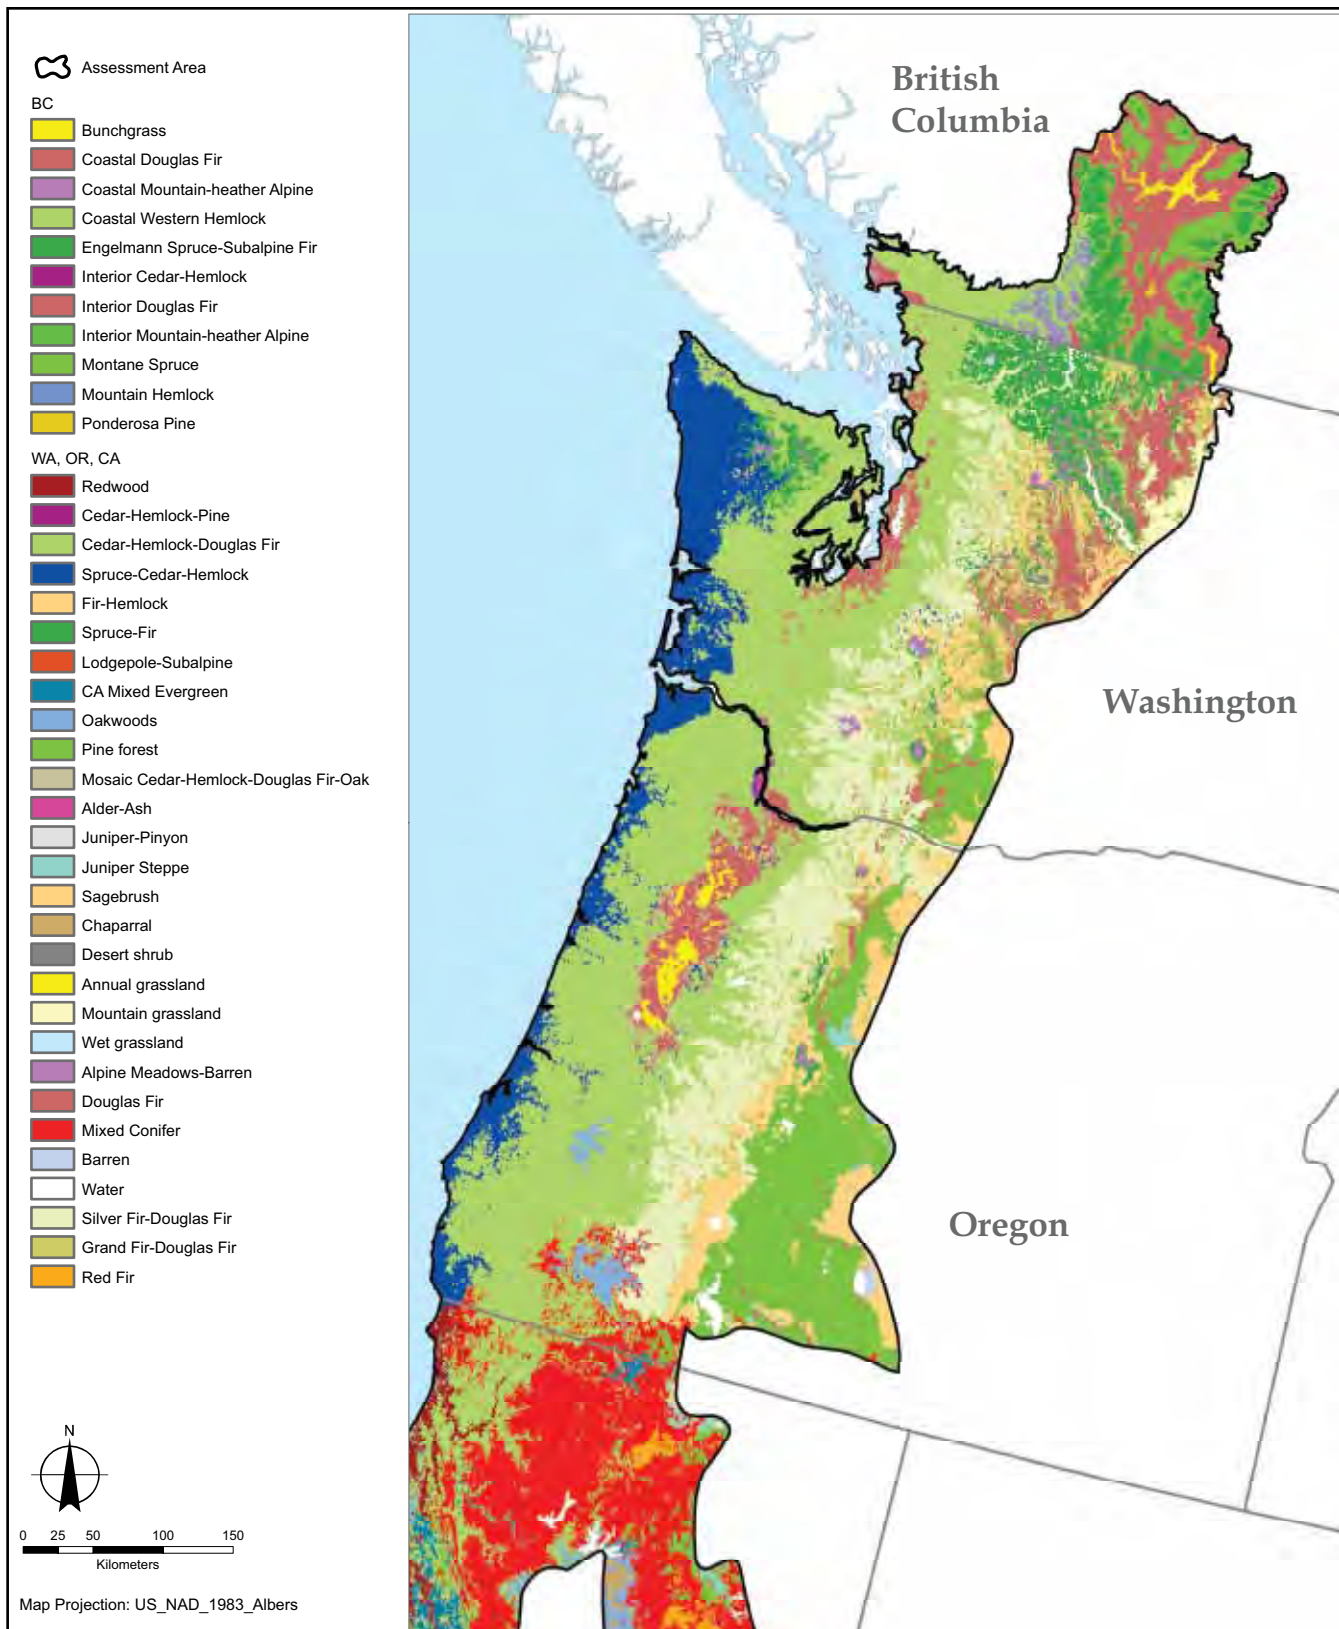 Assessment Area
BC
Bunchgrass
Coastal Douglas Fir
Coastal Mountain-heather Alpine
Coastal Western Hemlock
Engelmann Spruce-Subalpine Fir
Interior Cedar-Hemlock
Interior Douglas Fir
Interior Mountain-heather Alpine
Montane Spruce
Mountain Hemlock
Ponderosa Pine
WA, OR, CA
Redwood
Cedar-Hemlock-Pine
Cedar-Hemlock-Douglas Fir
Spruce-Cedar-Hemlock
Fir-Hemlock
Spruce-Fir
Lodgepole-Subalpine
CA Mixed Evergreen
Oakwoods
Pine forest
Mosaic Cedar-Hemlock-Douglas Fir-Oak
Alder-Ash
Juniper-Pinyon
Juniper Steppe
Sagebrush
Chaparral
Desert shrub
Annual grassland
Mountain grassland
Wet grassland
Alpine Meadows-Barren
Douglas Fir
Mixed Conifer
Barren
Water
Silver Fir-Douglas Fir
Grand Fir-Douglas Fir
Red Fir
N
0 25 50 100 150
Kilometers
Map Projection: US_NAD_1983_Albers
British
Columbia
Washington
Oregon